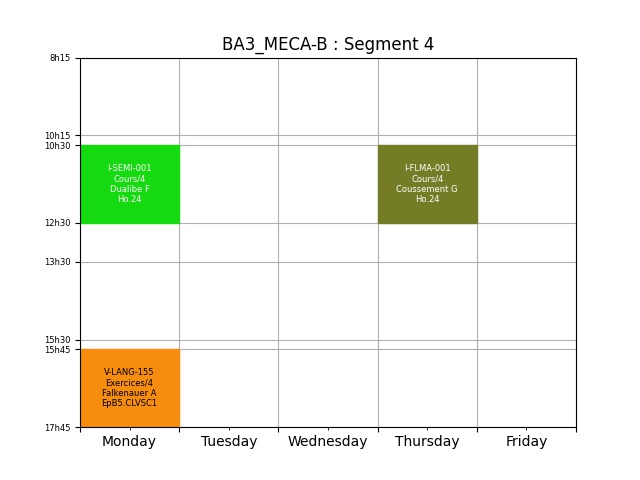 BA3_MECA-B : Segment 4
8h15
10h15
10h30
I-SEMI-001
Cours/4
Dualibe F
Ho.24
I-FLMA-001
Cours/4
Coussement G
Ho.24
12h30
13h30
15h30
15h45
V-LANG-155
Exercices/4
Falkenauer A
EpB5.CLVSC1
17h45
Monday
Tuesday
Wednesday
Thursday
Friday